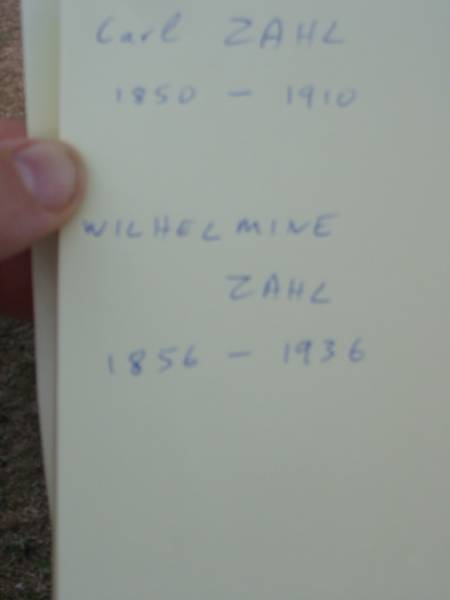 Carl ZAHL
1850 - 1910
WILHELMINE
ZAHL
1856 - 1936